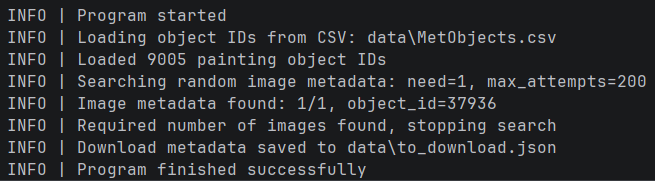 INFO | Program started
INFO | Loading object IDs from CSV: data\MetObjects.csv
INFO | Loaded 9005 painting object IDs
INFO | Searching random image metadata: need=1, max_attempts=200
INFO | Image metadata found: 1/1, object_id=37936
INFO | Required number of images found, stopping search
INFO | Download metadata saved to data\to_download.json
INFO | Program finished successfully